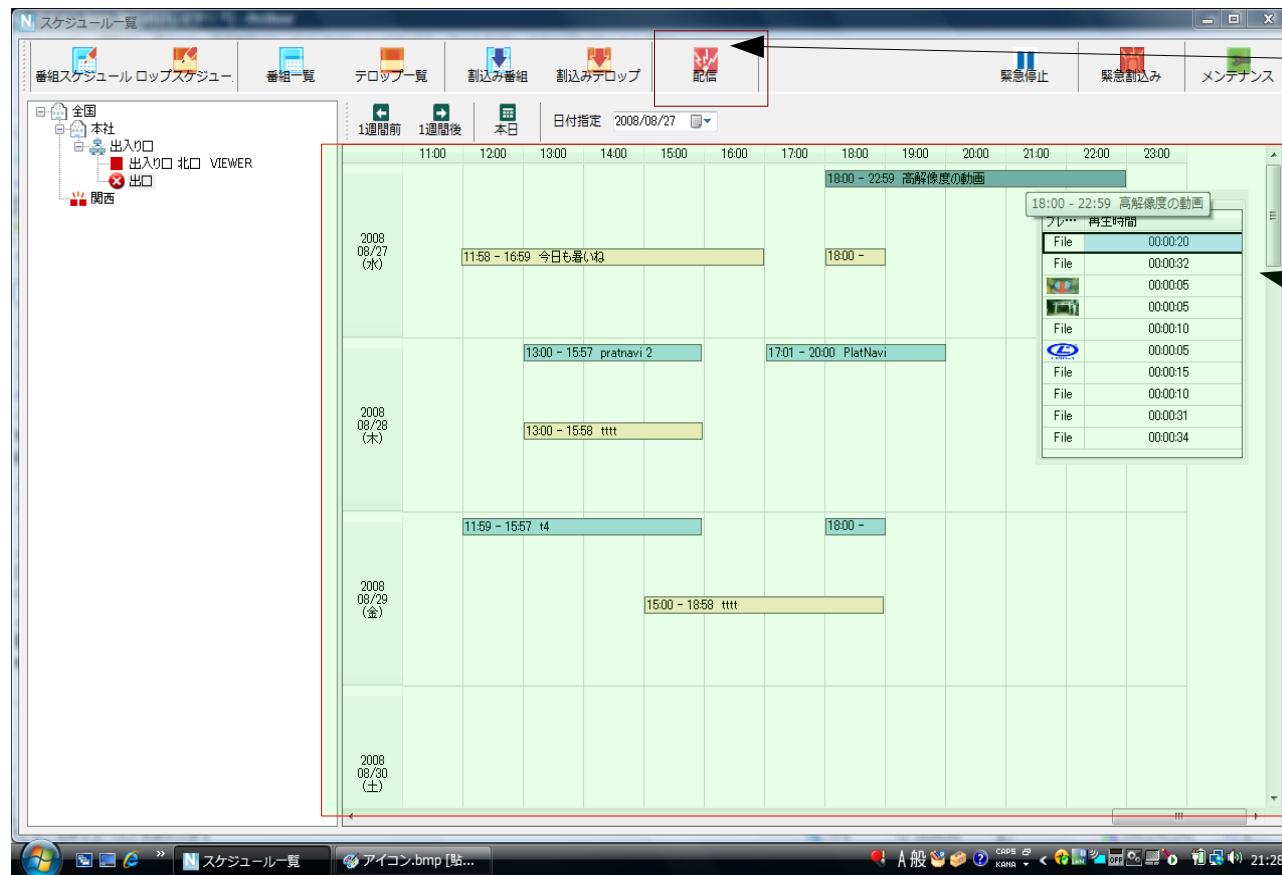 スケジュール一覧
番組スケジュール ロップスケジュー. 番組一覧 テロップ一覧 割込み番組 割込みテロップ 配信 緊急停止 緊急割込み メンテナンス
全国
本社
出入り口
出入り口 北口 VIEWER
出口
関西
1週間前 1週間後 本日 日付指定 2008/08/27
11:00 12:00 13:00 14:00 15:00 16:00 17:00 18:00 19:00 20:00 21:00 22:00 23:00
18:00 - 22:59 高解像度の動画
18:00 - 22:59 高解像度の動画
プレ… 再生時間
File 00:00:20
File 00:00:32
00:00:05
00:00:05
File 00:00:10
00:00:05
File 00:00:15
File 00:00:10
File 00:00:31
File 00:00:34
2008
08/27
(水)
11:58 - 16:59 今日も暑いね
18:00 -
13:00 - 15:57 pratnavi 2
17:01 - 20:00 PlatNavi
2008
08/28
(木)
13:00 - 15:58 tttt
11:59 - 15:57 t4
18:00 -
2008
08/29
(金)
15:00 - 18:58 tttt
2008
08/30
(土)
スケジュール一覧 アイコン.bmp [貼... A 般 CAPS KANA 21:28